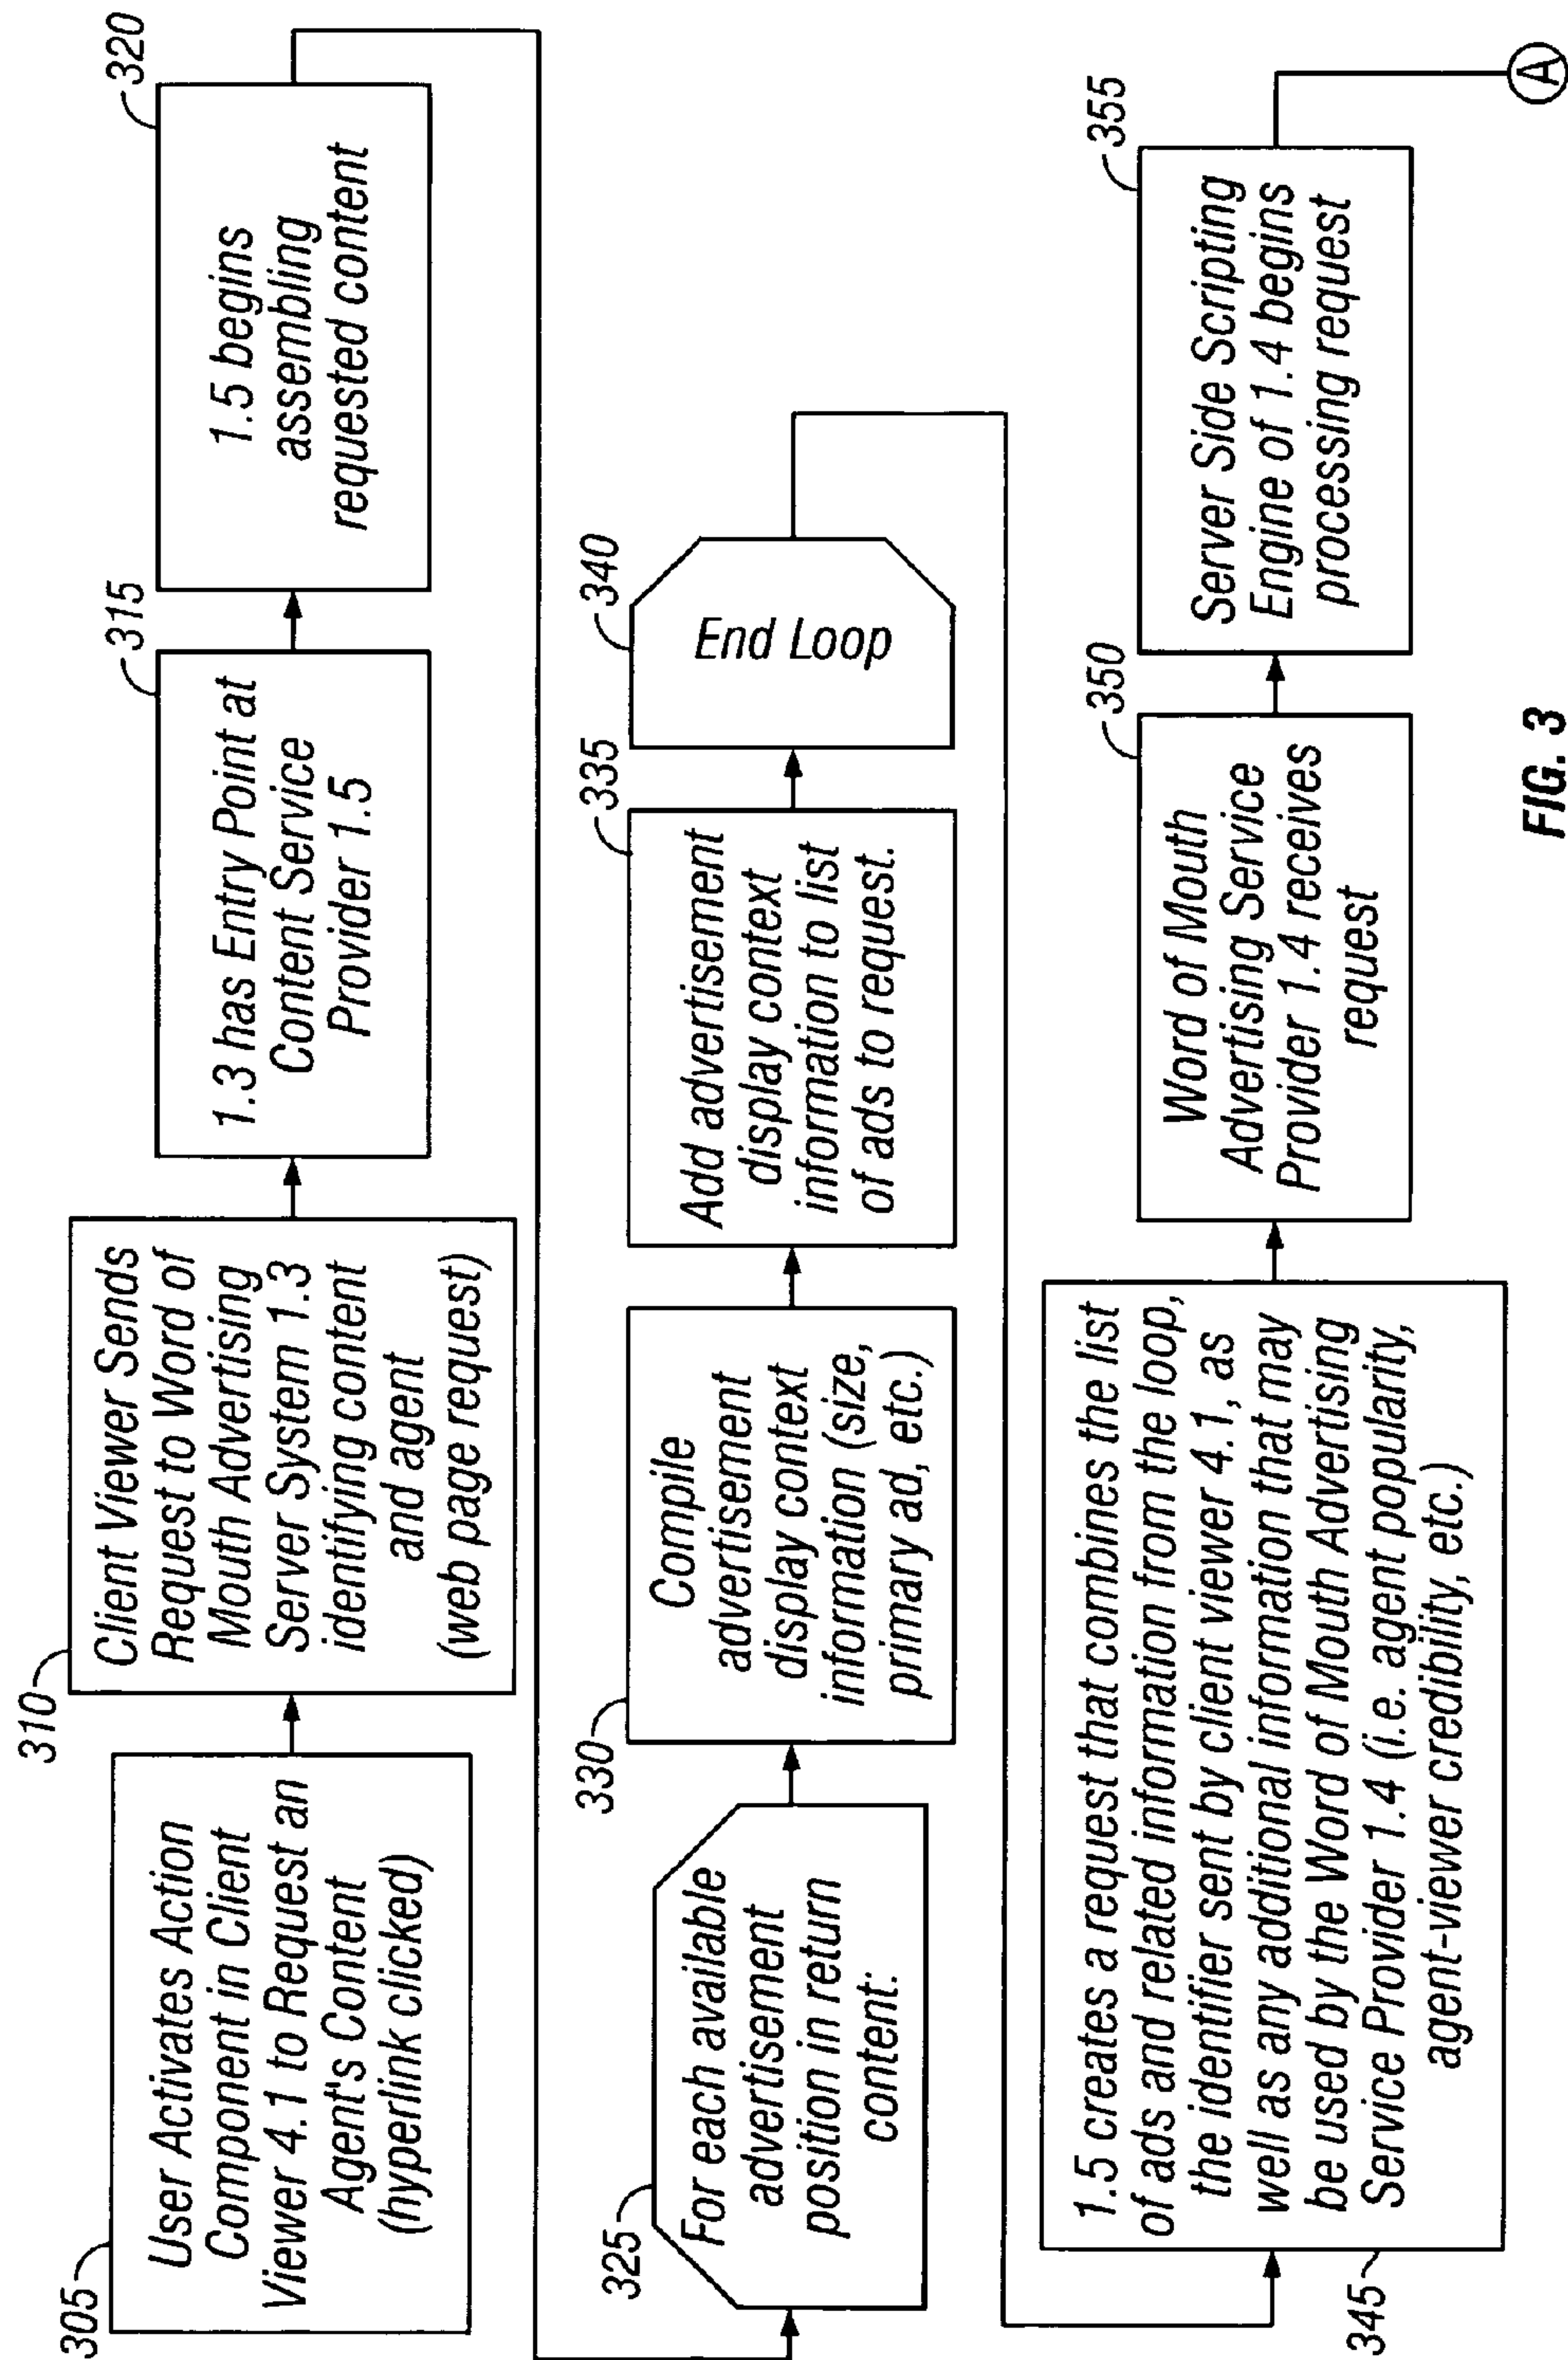 305
User Activates Action
Component in Client
Viewer 4.1 to Request an
Agent's Content
(hyperlink clicked)
310
Client Viewer Sends
Request to Word of
Mouth Advertising
Server System 1.3
identifying content
and agent
(web page request)
315
1.3 has Entry Point at
Content Service
Provider 1.5
320
1.5 begins
assembling
requested content
325
For each available
advertisement
position in return
content:
330
Compile
advertisement
display context
information (size,
primary ad, etc.)
335
Add advertisement
display context
information to list
of ads to request.
340
End Loop
345
1.5 creates a request that combines the list
of ads and related information from the loop,
the identifier sent by client viewer 4.1, as
well as any additional information that may
be used by the Word of Mouth Advertising
Service Provider 1.4 (i.e. agent popularity,
agent-viewer credibility, etc.)
350
Word of Mouth
Advertising Service
Provider 1.4 receives
request
355
Server Side Scripting
Engine of 1.4 begins
processing request
A
FIG. 3